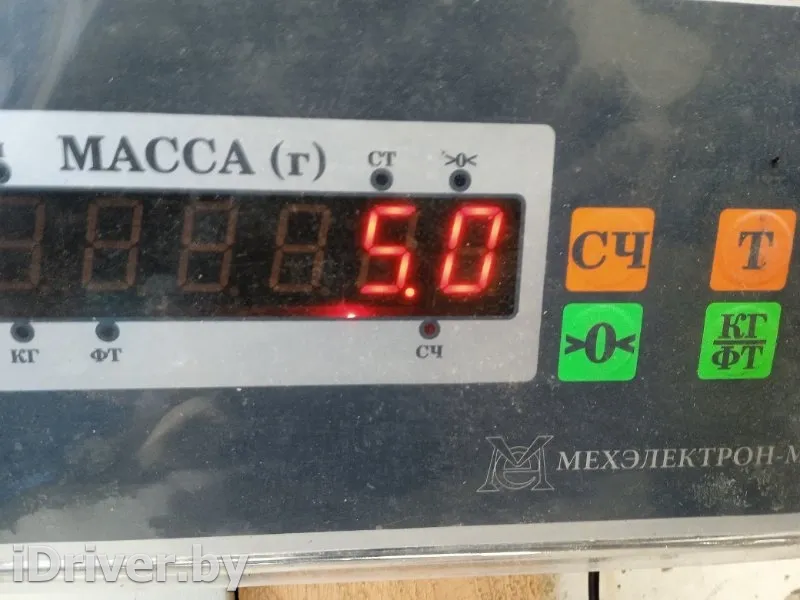 МАССА (г) СТ >0<
5.0
СЧ Т
КГ ФТ СЧ
>0< КГ/ФТ
МЕХЭЛЕКТРОН-М
iDriver.by